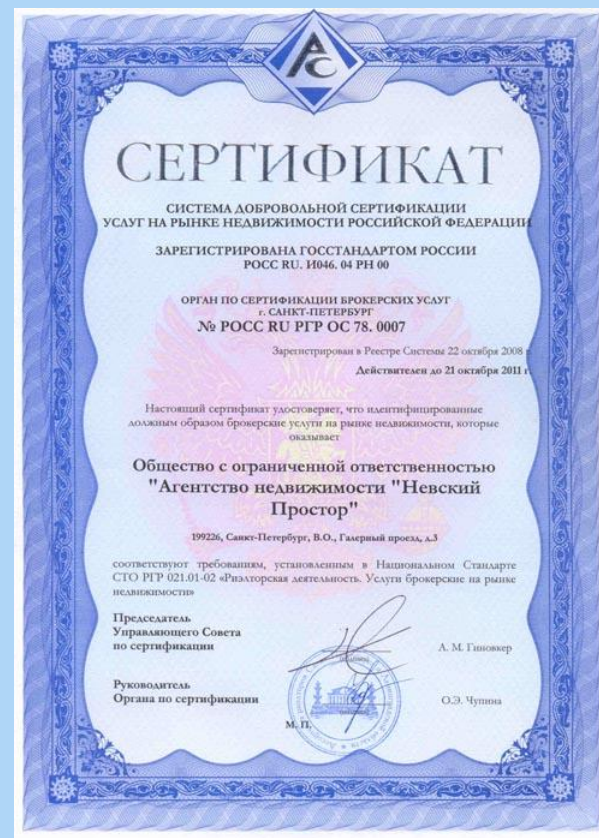 РС
СЕРТИФИКАТ
СИСТЕМА ДОБРОВОЛЬНОЙ СЕРТИФИКАЦИИ
УСЛУГ НА РЫНКЕ НЕДВИЖИМОСТИ РОССИЙСКОЙ ФЕДЕРАЦИИ
ЗАРЕГИСТРИРОВАНА ГОССТАНДАРТОМ РОССИИ
РОСС RU. И046. 04 РН 00
ОРГАН ПО СЕРТИФИКАЦИИ БРОКЕРСКИХ УСЛУГ
г. САНКТ-ПЕТЕРБУРГ
№ РОСС RU РГР ОС 78. 0007
Зарегистрирован в Реестре Системы 22 октября 2008 г.
Действителен до 21 октября 2011 г.
Настоящий сертификат удостоверяет, что идентифицированные
должным образом брокерские услуги на рынке недвижимости, которые
оказывает
Общество с ограниченной ответственностью
"Агентство недвижимости "Невский
Простор"
199226, Санкт-Петербург, В.О., Галерный проезд, д.3
соответствуют требованиям, установленным в Национальном Стандарте
СТО РГР 021.01-02 «Риэлторская деятельность. Услуги брокерские на рынке
недвижимости»
Председатель
Управляющего Совета
по сертификации
Л. М. Гиновкер
Руководитель
Органа по сертификации
О.Э. Чупина
М. П.